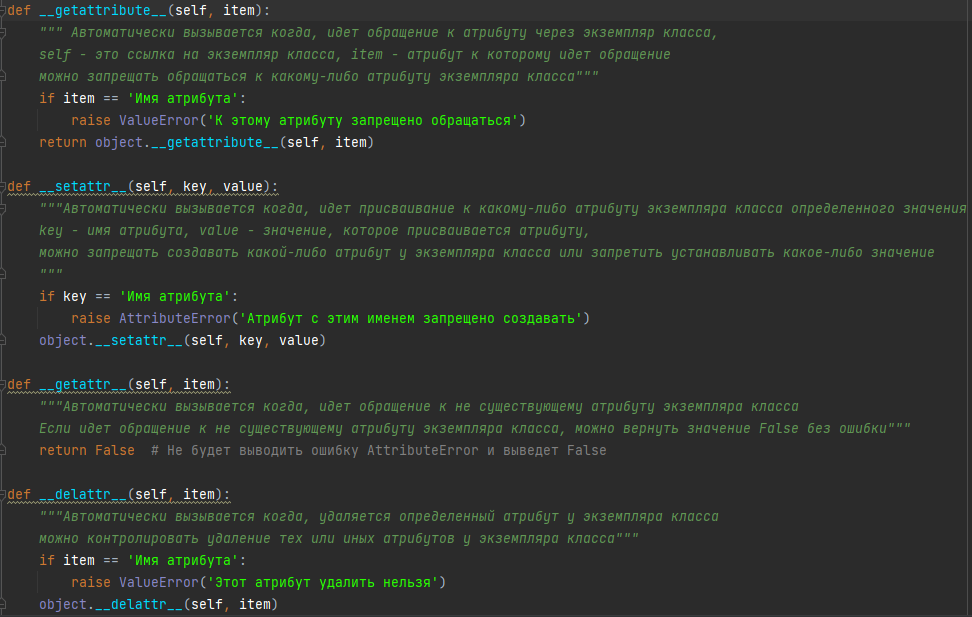 def __getattribute__(self, item):
    """ Автоматически вызывается когда, идет обращение к атрибуту через экземпляр класса,
    self - это ссылка на экземпляр класса, item - атрибут к которому идет обращение
    можно запрещать обращаться к какому-либо атрибуту экземпляра класса"""
    if item == 'Имя атрибута':
        raise ValueError('К этому атрибуту запрещено обращаться')
    return object.__getattribute__(self, item)
def __setattr__(self, key, value):
    """Автоматически вызывается когда, идет присваивание к какому-либо атрибуту экземпляра класса определенного значения
    key - имя атрибута, value - значение, которое присваивается атрибуту,
    можно запрещать создавать какой-либо атрибут у экземпляра класса или запретить устанавливать какое-либо значение
    """
    if key == 'Имя атрибута':
        raise AttributeError('Атрибут с этим именем запрещено создавать')
    object.__setattr__(self, key, value)
def __getattr__(self, item):
    """Автоматически вызывается когда, идет обращение к не существующему атрибуту экземпляра класса
    Если идет обращение к не существующему атрибуту экземпляра класса, можно вернуть значение False без ошибки"""
    return False  # Не будет выводить ошибку AttributeError и выведет False
def __delattr__(self, item):
    """Автоматически вызывается когда, удаляется определенный атрибут у экземпляра класса
    можно контролировать удаление тех или иных атрибутов у экземпляра класса"""
    if item == 'Имя атрибута':
        raise ValueError('Этот атрибут удалить нельзя')
    object.__delattr__(self, item)